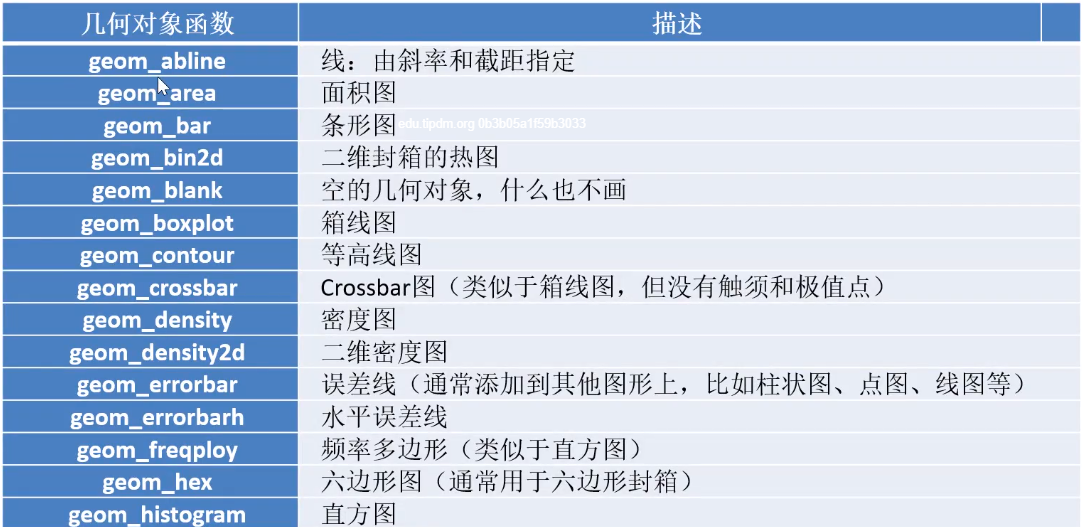 几何对象函数 描述
geom_abline 线：由斜率和截距指定
geom_area 面积图
geom_bar 条形图 edu.tipdm.org 0b3b05a1f59b3033
geom_bin2d 二维封箱的热图
geom_blank 空的几何对象，什么也不画
geom_boxplot 箱线图
geom_contour 等高线图
geom_crossbar Crossbar图（类似于箱线图，但没有触须和极值点）
geom_density 密度图
geom_density2d 二维密度图
geom_errorbar 误差线（通常添加到其他图形上，比如柱状图、点图、线图等）
geom_errorbarh 水平误差线
geom_freqploy 频率多边形（类似于直方图）
geom_hex 六边形图（通常用于六边形封箱）
geom_histogram 直方图